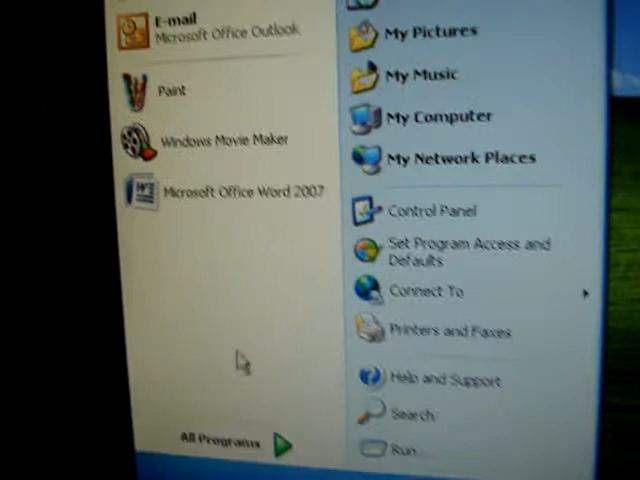 E-mail
Microsoft Office Outlook
Paint
Windows Movie Maker
Microsoft Office Word 2007
All Programs
My Pictures
My Music
My Computer
My Network Places
Control Panel
Set Program Access and
Defaults
Connect To
Printers and Faxes
Help and Support
Search
Run...